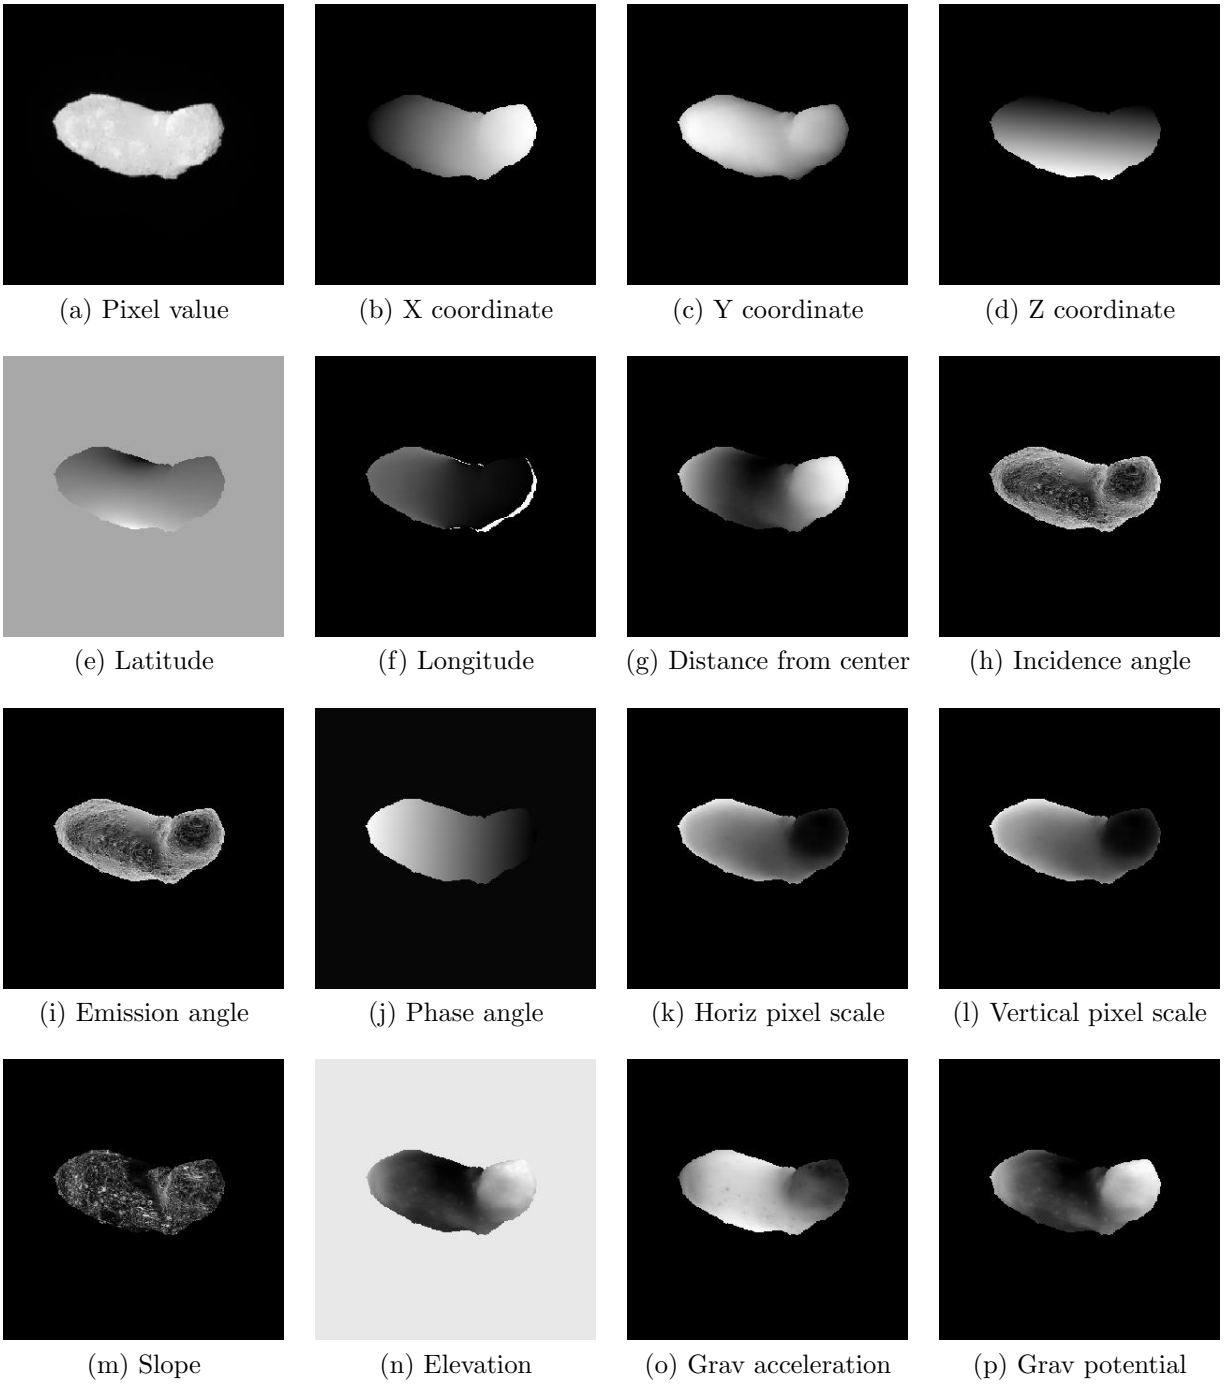 (a) Pixel value
(b) X coordinate
(c) Y coordinate
(d) Z coordinate
(e) Latitude
(f) Longitude
(g) Distance from center
(h) Incidence angle
(i) Emission angle
(j) Phase angle
(k) Horiz pixel scale
(l) Vertical pixel scale
(m) Slope
(n) Elevation
(o) Grav acceleration
(p) Grav potential